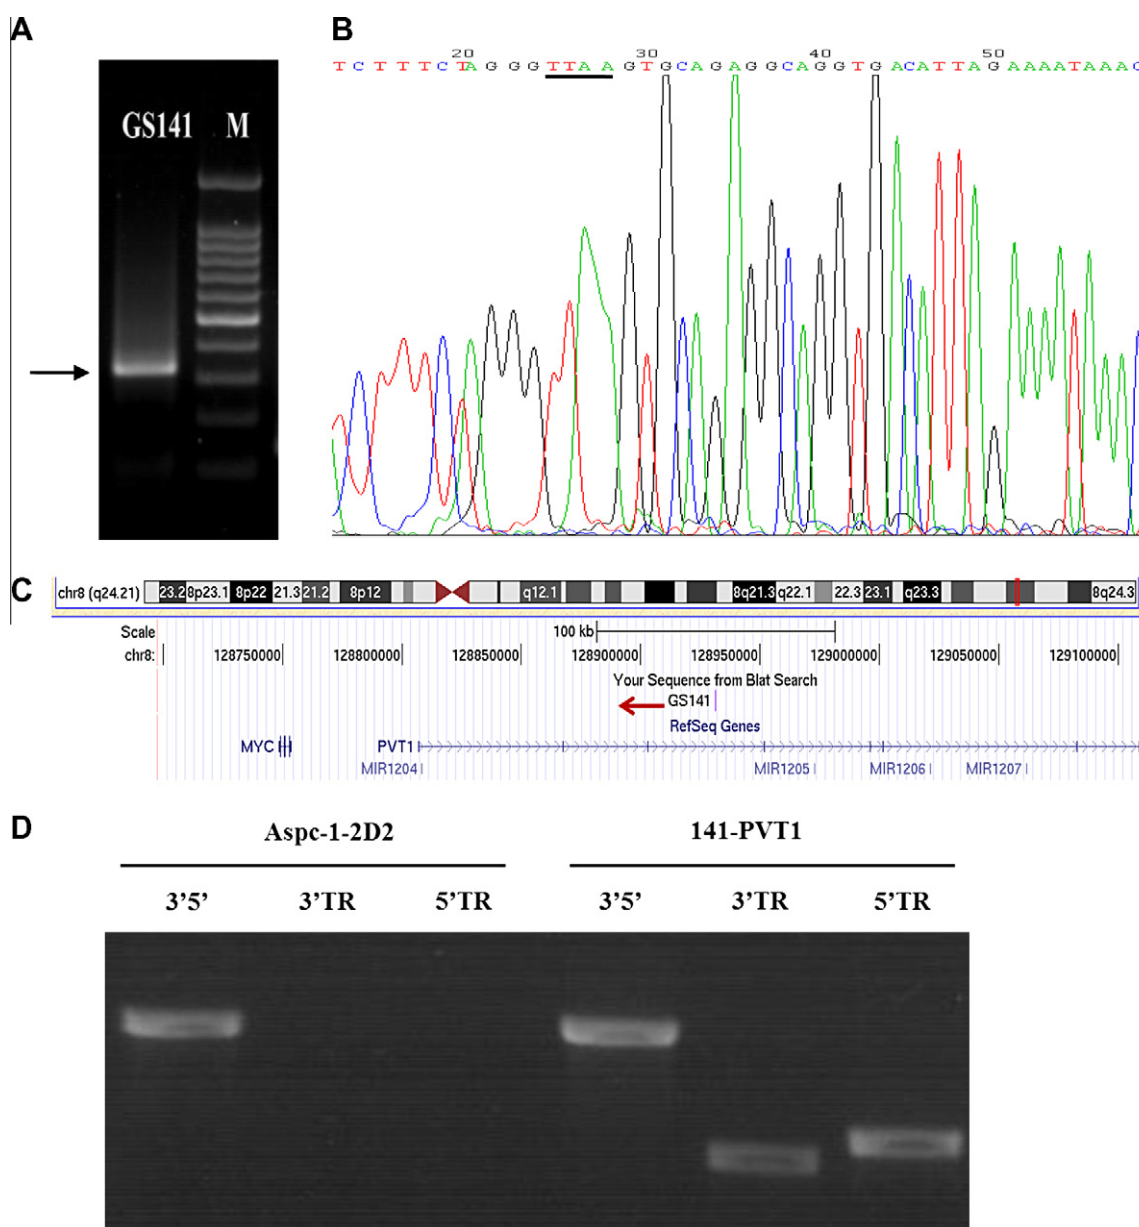 A
GS141 M
B
20 30 40 50
TCTTTCTAGGGTTAAGTGCAGAGGCAGGTGACATTAGAAAATAAAC
C
chr8 (q24.21) 23.2 8p23.1 8p22 21.3 21.2 8p12 q12.1 8q21.3 q22.1 22.3 23.1 q23.3 8q24.3
Scale 100 kb
chr8: 128750000 128800000 128850000 128900000 128950000 129000000 129050000 129100000
Your Sequence from Blat Search
GS141
RefSeq Genes
MYC PVT1
MIR1204 MIR1205 MIR1206 MIR1207
D
Aspc-1-2D2 141-PVT1
3’5’ 3’TR 5’TR 3’5’ 3’TR 5’TR